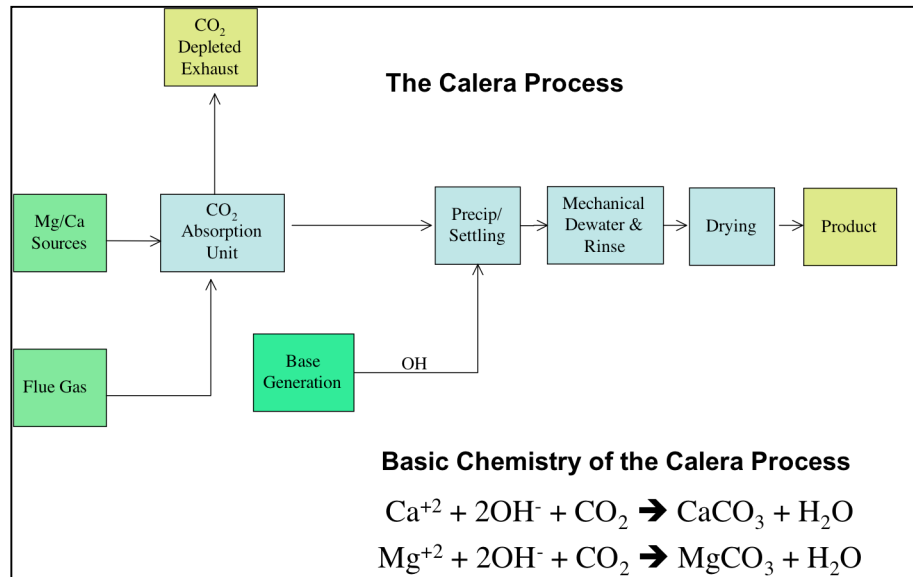 CO₂
Depleted
Exhaust
The Calera Process
Mg/Ca
Sources
CO₂
Absorption
Unit
Precip/
Settling
Mechanical
Dewater &
Rinse
Drying
Product
Flue Gas
Base
Generation
OH
Basic Chemistry of the Calera Process
Ca⁺² + 2OH⁻ + CO₂ ➔ CaCO₃ + H₂O
Mg⁺² + 2OH⁻ + CO₂ ➔ MgCO₃ + H₂O